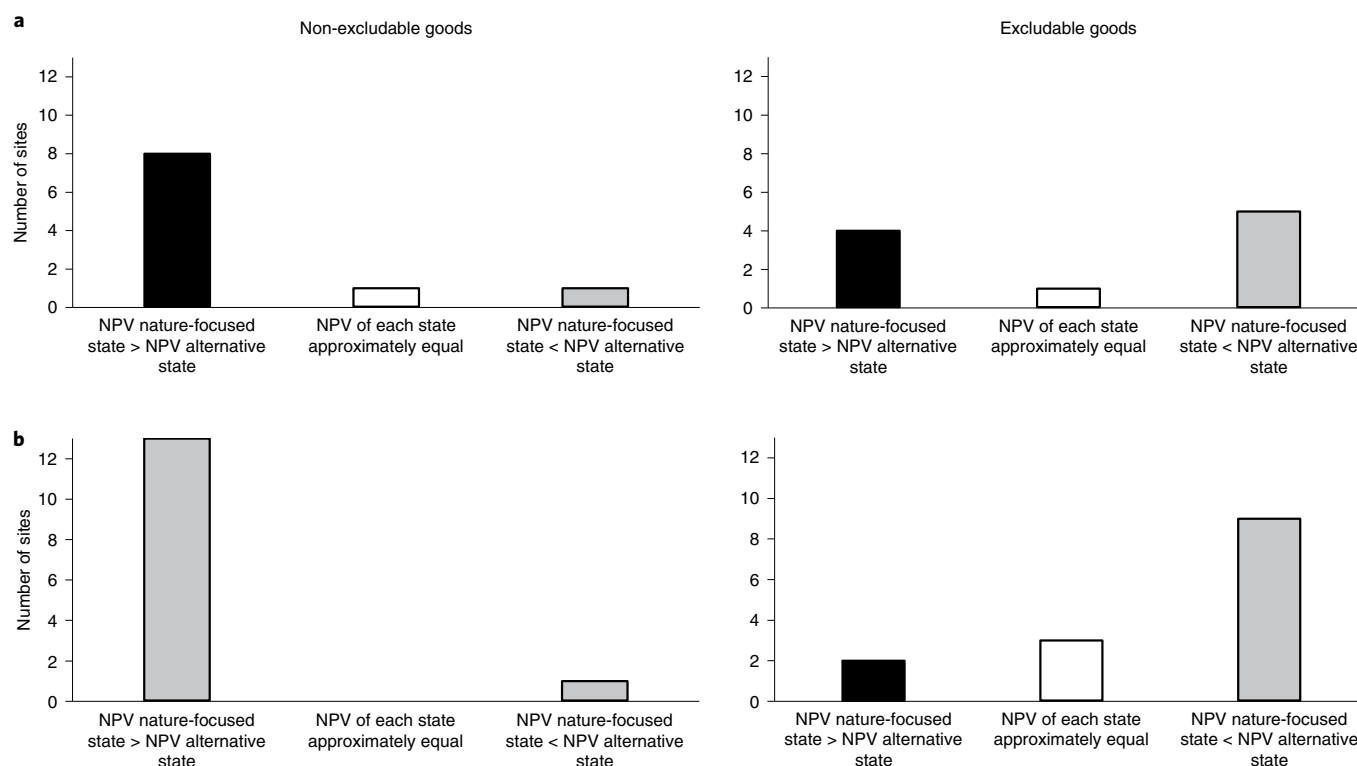 a
Non-excludable goods
Excludable goods
Number of sites
12
10
8
6
4
2
0
NPV nature-focused
state > NPV alternative
state
NPV of each state
approximately equal
NPV nature-focused
state < NPV alternative
state
12
10
8
6
4
2
0
NPV nature-focused
state > NPV alternative
state
NPV of each state
approximately equal
NPV nature-focused
state < NPV alternative
state
b
Number of sites
12
10
8
6
4
2
0
NPV nature-focused
state > NPV alternative
state
NPV of each state
approximately equal
NPV nature-focused
state < NPV alternative
state
12
10
8
6
4
2
0
NPV nature-focused
state > NPV alternative
state
NPV of each state
approximately equal
NPV nature-focused
state < NPV alternative
state